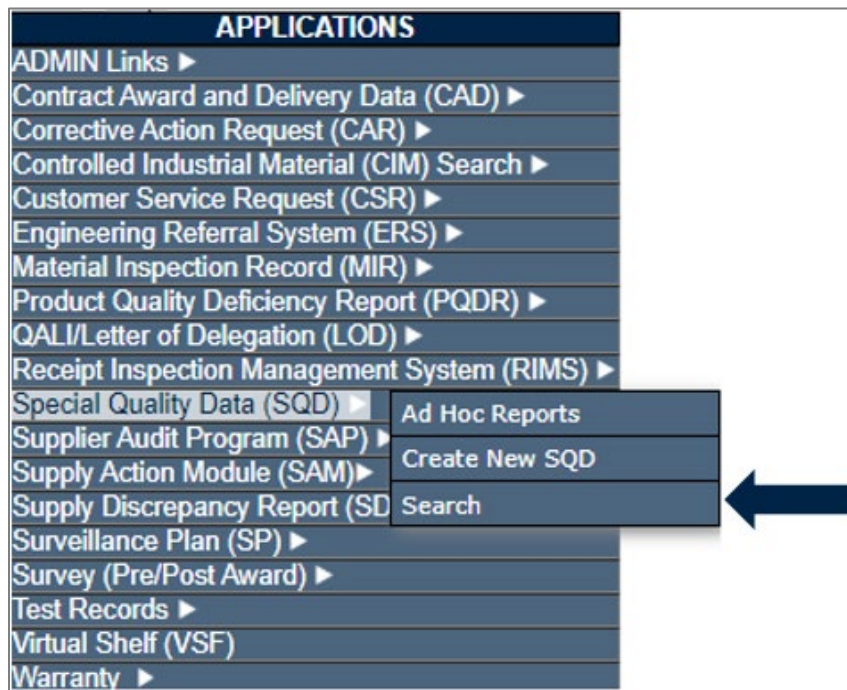 APPLICATIONS
ADMIN Links ▶
Contract Award and Delivery Data (CAD) ▶
Corrective Action Request (CAR) ▶
Controlled Industrial Material (CIM) Search ▶
Customer Service Request (CSR) ▶
Engineering Referral System (ERS) ▶
Material Inspection Record (MIR) ▶
Product Quality Deficiency Report (PQDR) ▶
QALI/Letter of Delegation (LOD) ▶
Receipt Inspection Management System (RIMS) ▶
Special Quality Data (SQD) ▶
Ad Hoc Reports
Create New SQD
Search
Supplier Audit Program (SAP) ▶
Supply Action Module (SAM)▶
Supply Discrepancy Report (SD
Surveillance Plan (SP) ▶
Survey (Pre/Post Award) ▶
Test Records ▶
Virtual Shelf (VSF)
Warranty ▶